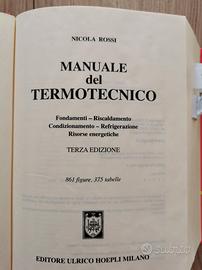 NICOLA ROSSI
MANUALE
del
TERMOTECNICO
Fondamenti – Riscaldamento
Condizionamento – Refrigerazione
Risorse energetiche
TERZA EDIZIONE
861 figure, 375 tabelle
EDITORE ULRICO HOEPLI MILANO
subito